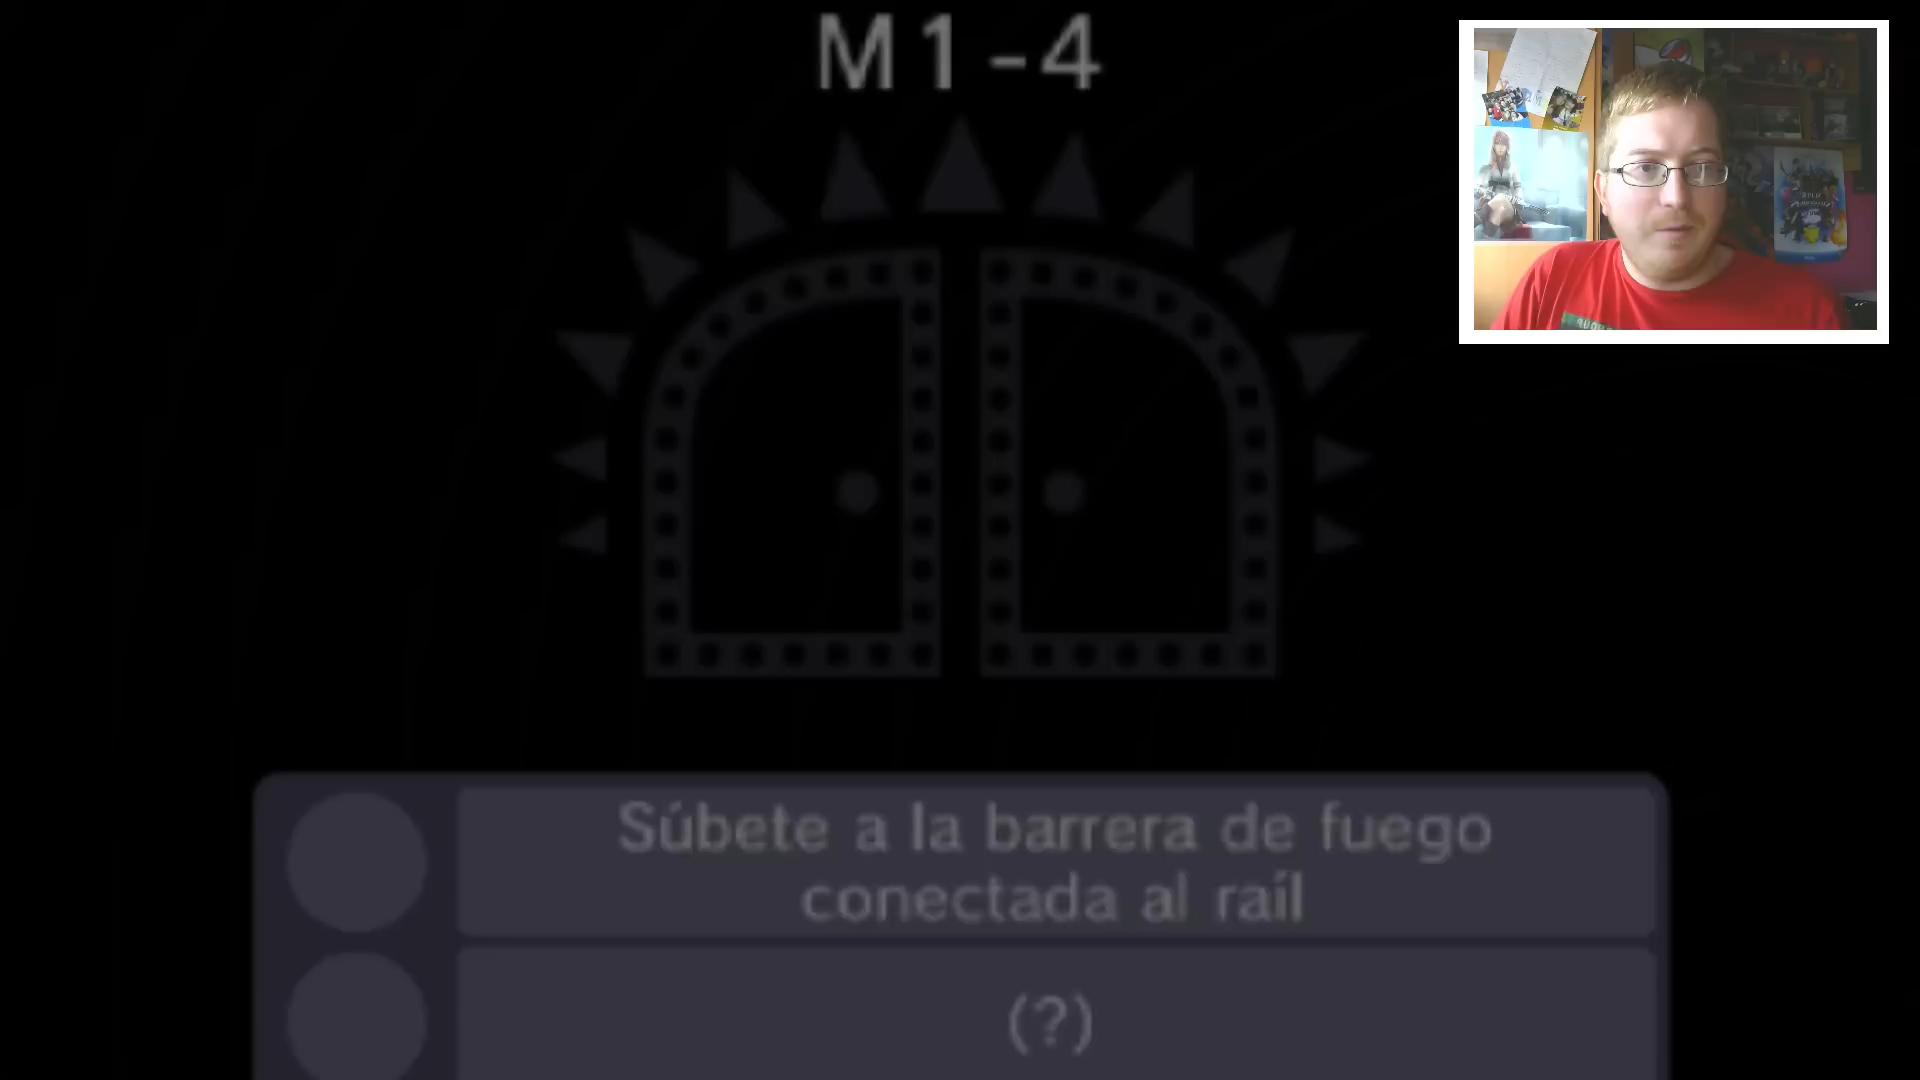 M1-4
Súbete a la barrera de fuego
conectada al raíl
(?)